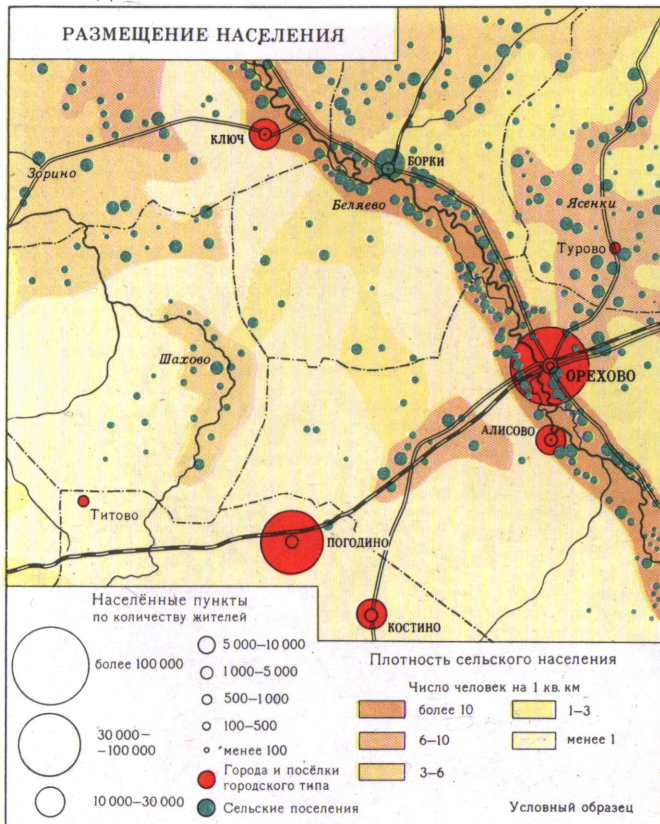 РАЗМЕЩЕНИЕ НАСЕЛЕНИЯ
КЛЮЧ
БОРКИ
Зорино
Беляево
Ясенки
Турово
Шахово
ОРЕХОВО
АЛИСОВО
Титово
ПОГОДИНО
КОСТИНО
Населённые пункты
по количеству жителей
более 100 000
30 000–
–100 000
10 000–30 000
5 000–10 000
1 000–5 000
500–1 000
100–500
менее 100
Города и посёлки
городского типа
Сельские поселения
Плотность сельского населения
Число человек на 1 кв. км
более 10
6–10
3–6
1–3
менее 1
Условный образец